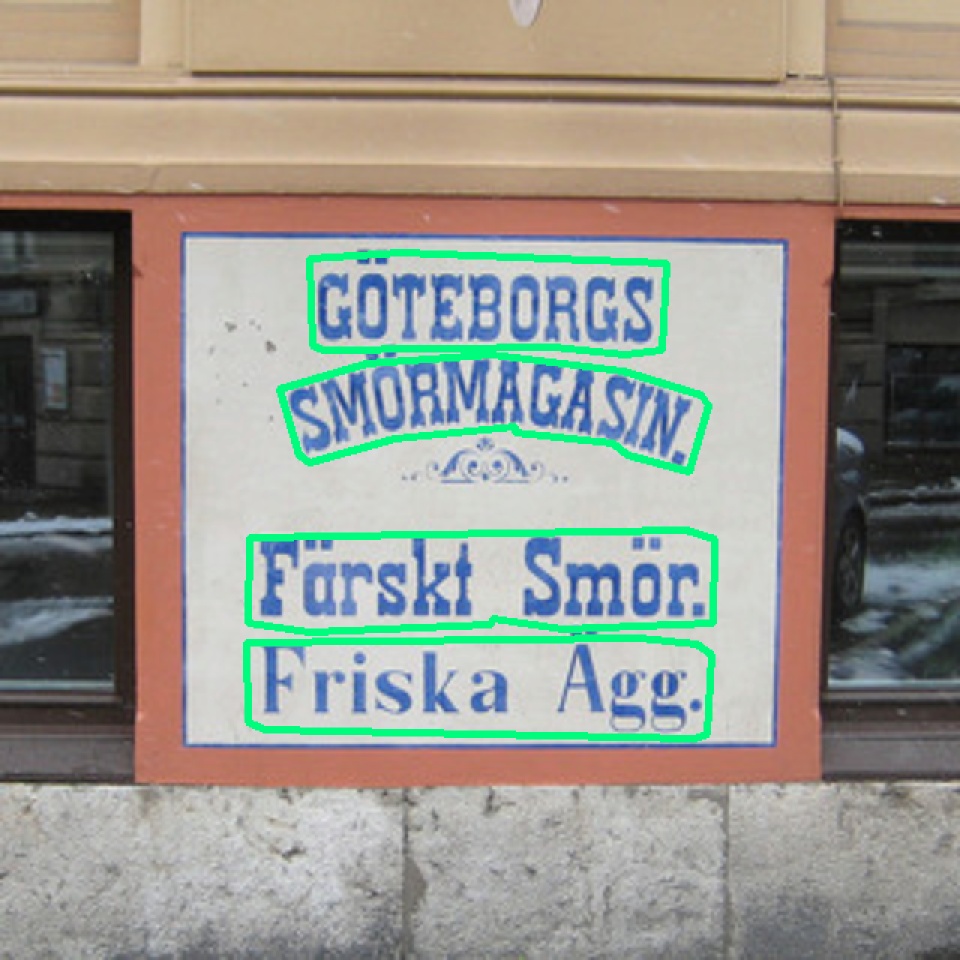 GÖTEBORGS
SMÖRMAGASIN.
Färskt Smör.
Friska Ägg.